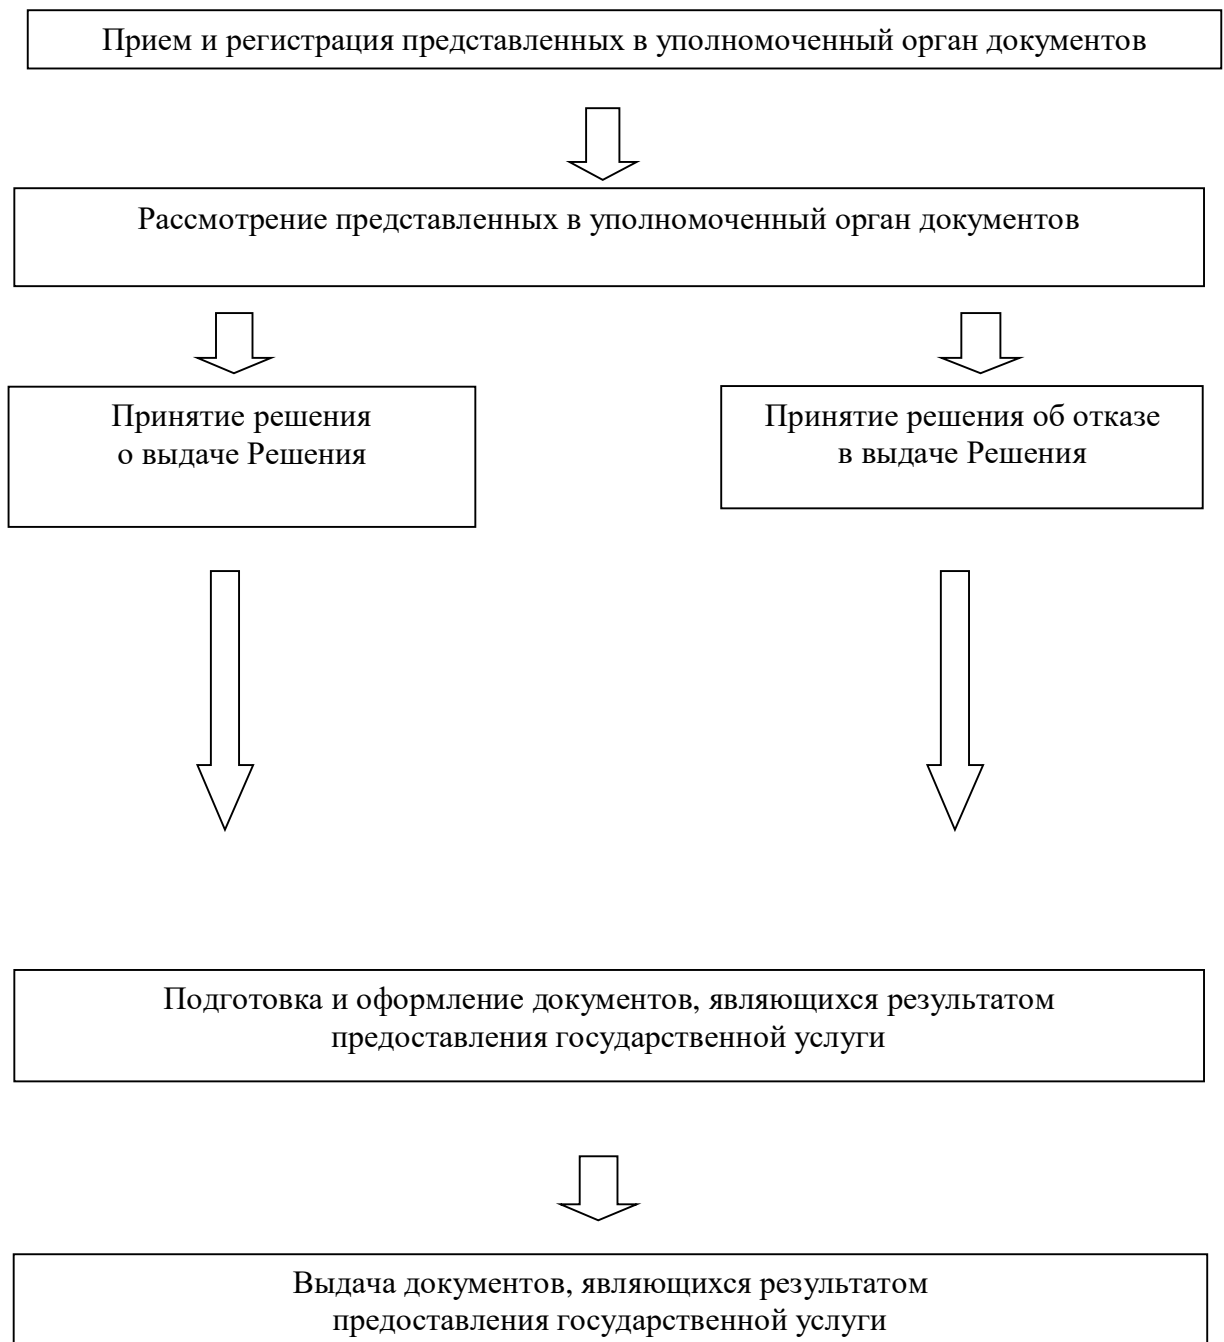 Прием и регистрация представленных в уполномоченный орган документов
Рассмотрение представленных в уполномоченный орган документов
Принятие решения
о выдаче Решения
Принятие решения об отказе
в выдаче Решения
Подготовка и оформление документов, являющихся результатом
предоставления государственной услуги
Выдача документов, являющихся результатом
предоставления государственной услуги